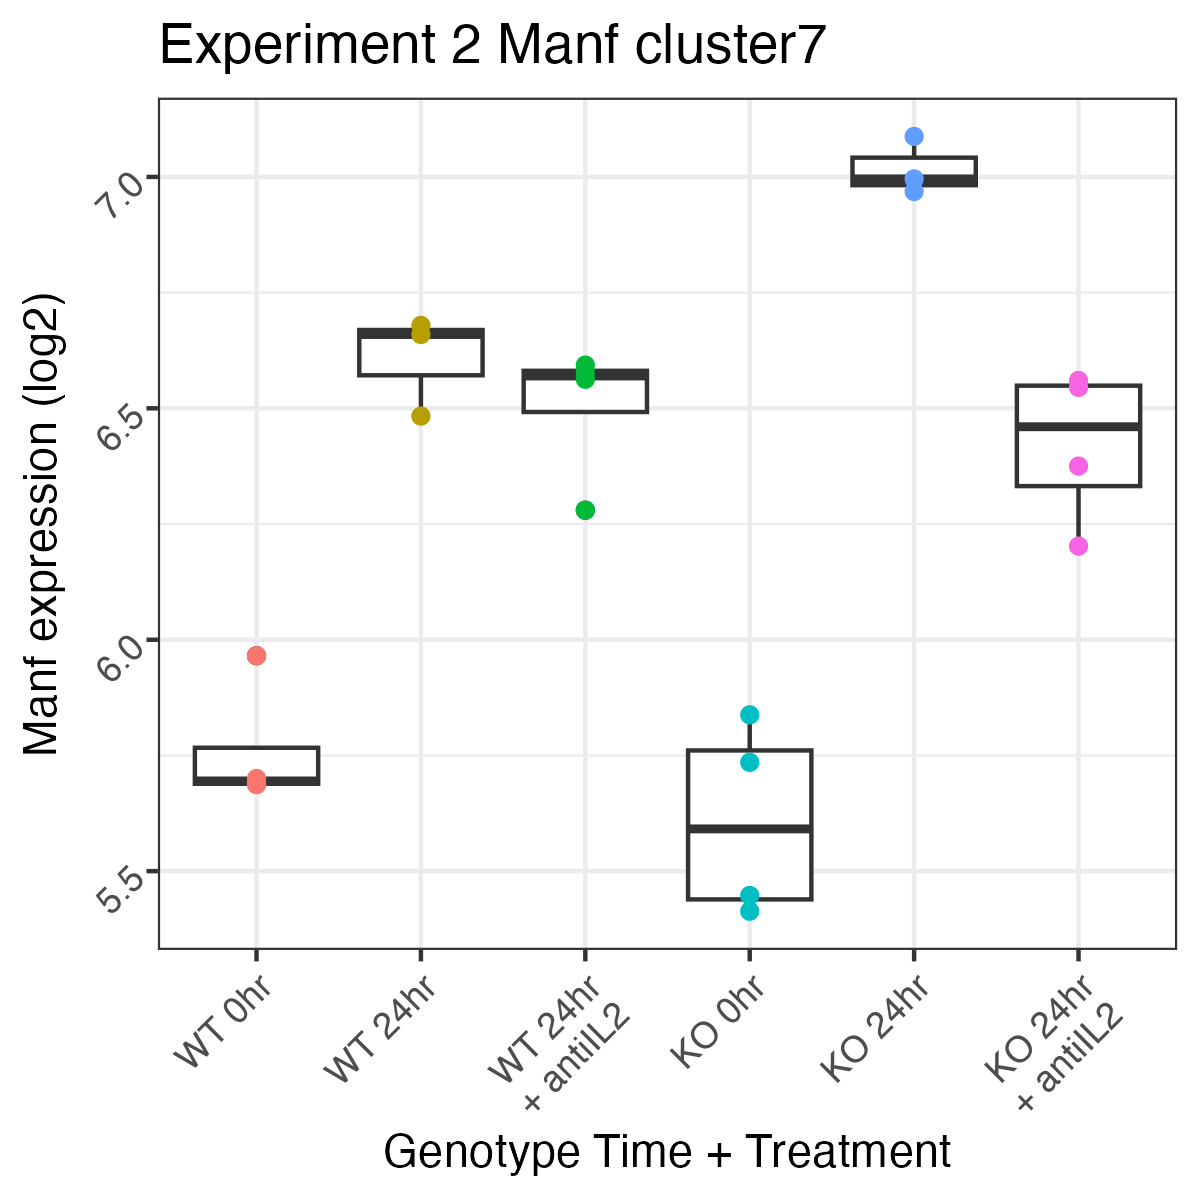 Experiment 2 Manf cluster7
Manf expression (log2)
7.0
6.5
6.0
5.5
WT 0hr
WT 24hr
WT 24hr
+ antiIL2
KO 0hr
KO 24hr
KO 24hr
+ antiIL2
Genotype Time + Treatment